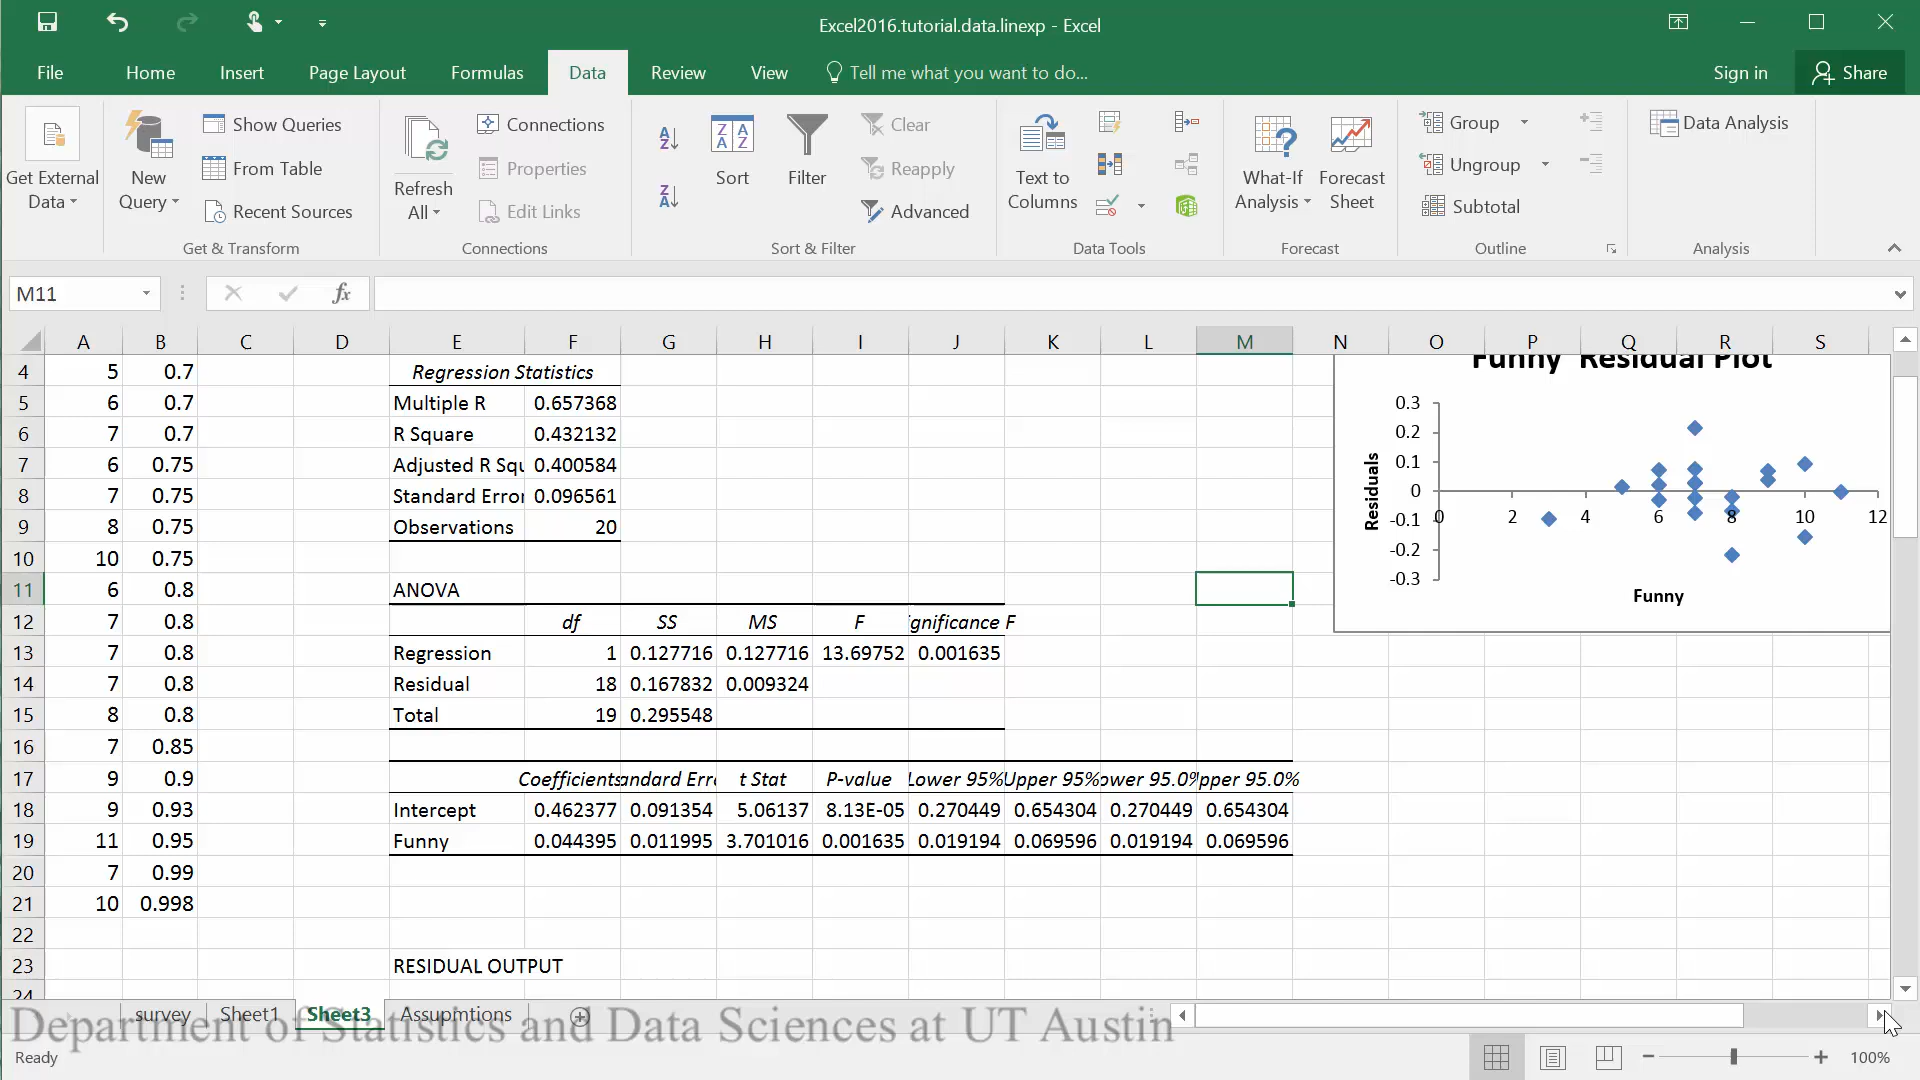 Excel2016.tutorial.data.linexp - Excel
File Home Insert Page Layout Formulas Data Review View Tell me what you want to do... Sign in Share
Get External Data
New Query
Show Queries
From Table
Recent Sources
Get & Transform
Refresh All
Connections
Properties
Edit Links
Connections
Sort
Filter
Clear
Reapply
Advanced
Sort & Filter
Text to Columns
Data Tools
What-If Analysis
Forecast Sheet
Forecast
Group
Ungroup
Subtotal
Outline
Data Analysis
Analysis
M11 fx
A B C D E F G H I J K L M N O P Q R S
4 5 0.7 Regression Statistics
5 6 0.7 Multiple R 0.657368
6 7 0.7 R Square 0.432132
7 6 0.75 Adjusted R Squ 0.400584
8 7 0.75 Standard Error 0.096561
9 8 0.75 Observations 20
10 10 0.75
11 6 0.8 ANOVA
12 7 0.8 df SS MS F gnificance F
13 7 0.8 Regression 1 0.127716 0.127716 13.69752 0.001635
14 7 0.8 Residual 18 0.167832 0.009324
15 8 0.8 Total 19 0.295548
16 7 0.85
17 9 0.9 Coefficients andard Erro t Stat P-value Lower 95% Upper 95% ower 95.0% pper 95.0%
18 9 0.93 Intercept 0.462377 0.091354 5.06137 8.13E-05 0.270449 0.654304 0.270449 0.654304
19 11 0.95 Funny 0.044395 0.011995 3.701016 0.001635 0.019194 0.069596 0.019194 0.069596
20 7 0.99
21 10 0.998
22
23 RESIDUAL OUTPUT
24
Funny Residual Plot
0.3
0.2
0.1
0
-0.1
-0.2
-0.3
Residuals
0 2 4 6 8 10 12
Funny
survey Sheet1 Sheet3 Assupmtions
Department of Statistics and Data Sciences at UT Austin
Ready 100%